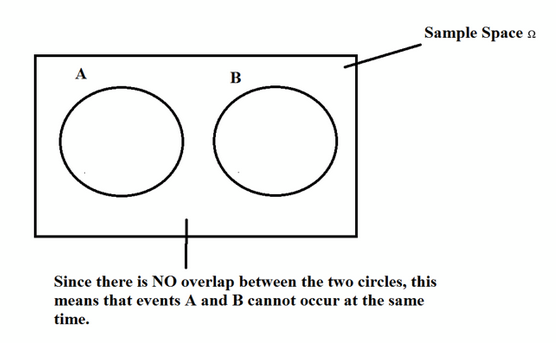 Sample Space Ω
A
B
Since there is NO overlap between the two circles, this
means that events A and B cannot occur at the same
time.